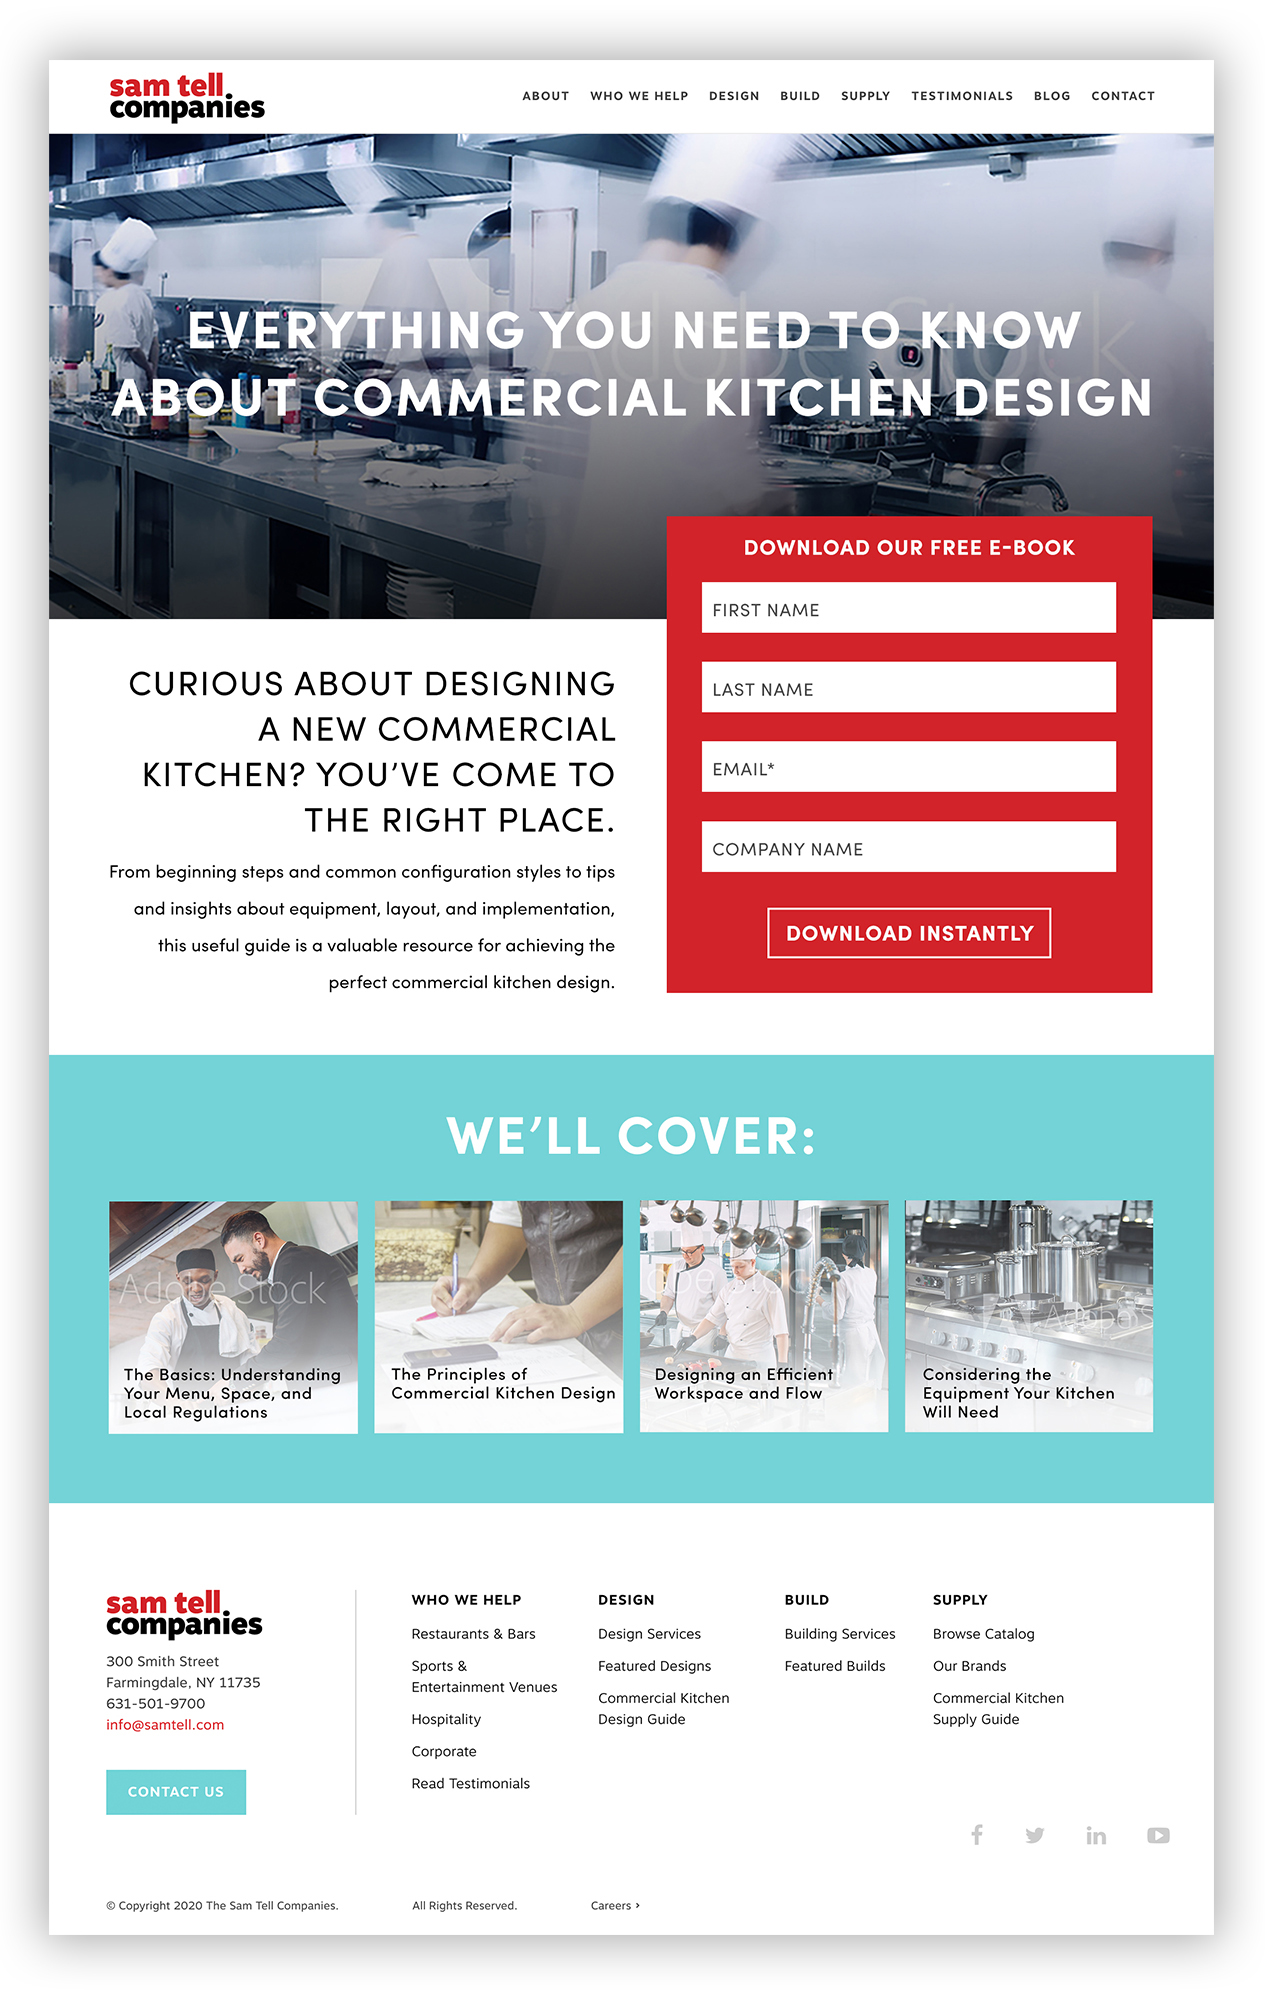 sam tell
companies
ABOUT WHO WE HELP DESIGN BUILD SUPPLY TESTIMONIALS BLOG CONTACT
Adobe Stock
EVERYTHING YOU NEED TO KNOW
ABOUT COMMERCIAL KITCHEN DESIGN
CURIOUS ABOUT DESIGNING
A NEW COMMERCIAL
KITCHEN? YOU’VE COME TO
THE RIGHT PLACE.
From beginning steps and common configuration styles to tips
and insights about equipment, layout, and implementation,
this useful guide is a valuable resource for achieving the
perfect commercial kitchen design.
DOWNLOAD OUR FREE E-BOOK
FIRST NAME
LAST NAME
EMAIL*
COMPANY NAME
DOWNLOAD INSTANTLY
WE’LL COVER:
Adobe Stock
The Basics: Understanding
Your Menu, Space, and
Local Regulations
The Principles of
Commercial Kitchen Design
obe Stock
Designing an Efficient
Workspace and Flow
Adobe S
Considering the
Equipment Your Kitchen
Will Need
sam tell
companies
300 Smith Street
Farmingdale, NY 11735
631-501-9700
info@samtell.com
CONTACT US
WHO WE HELP
Restaurants & Bars
Sports &
Entertainment Venues
Hospitality
Corporate
Read Testimonials
DESIGN
Design Services
Featured Designs
Commercial Kitchen
Design Guide
BUILD
Building Services
Featured Builds
SUPPLY
Browse Catalog
Our Brands
Commercial Kitchen
Supply Guide
© Copyright 2020 The Sam Tell Companies. All Rights Reserved. Careers ›